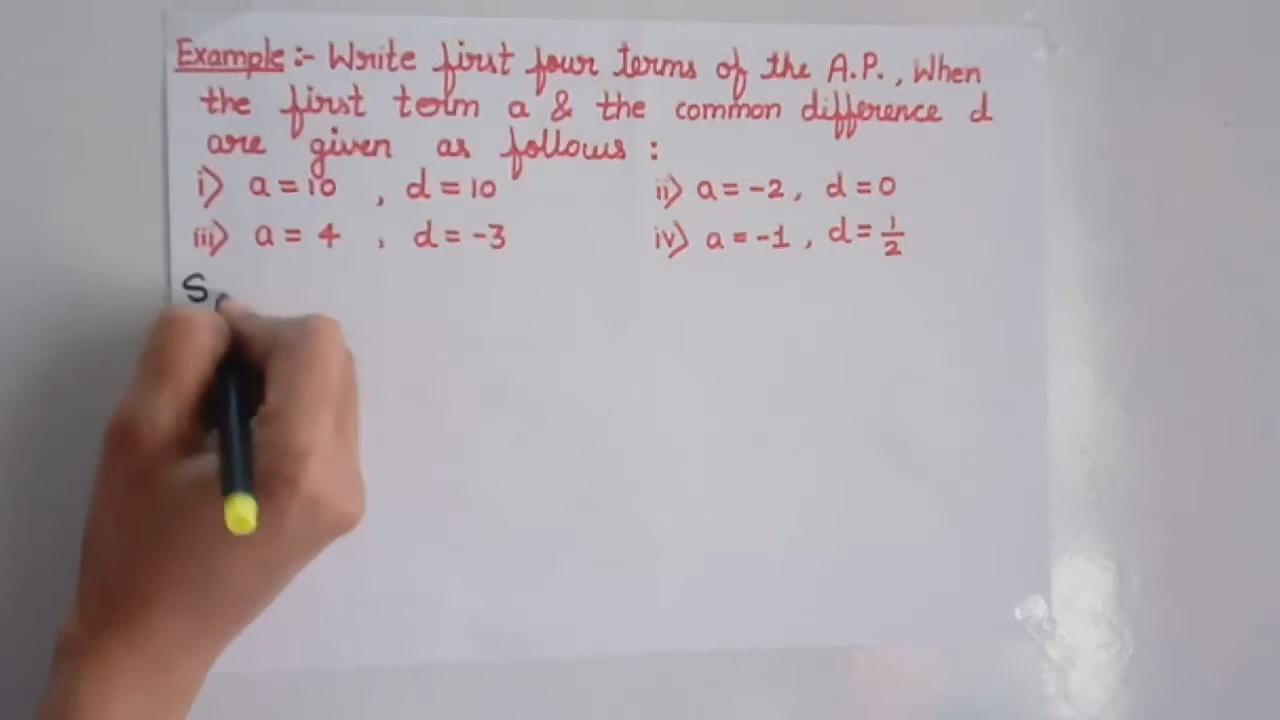 Example :- Write first four terms of the A.P., When
the first term a & the common difference d
are given as follows :
i) a = 10 , d = 10 ii) a = -2, d = 0
iii) a = 4 , d = -3 iv) a = -1 , d = 1/2
S